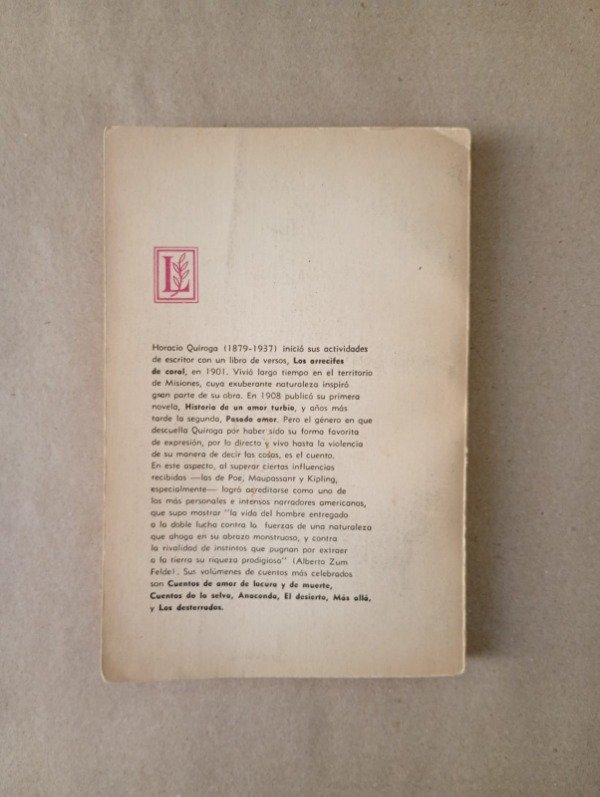 L
Horacio Quiroga (1879-1937) inició sus actividades
de escritor con un libro de versos, Los arrecifes
de coral, en 1901. Vivió largo tiempo en el territorio
de Misiones, cuya exuberante naturaleza inspiró
gran parte de su obra. En 1908 publicó su primera
novela, Historia de un amor turbio, y años más
tarde la segunda, Pasado amor. Pero el género en que
descuella Quiroga por haber sido su forma favorita
de expresión, por lo directo y vivo hasta la violencia
de su manera de decir las cosas, es el cuento.
En este aspecto, al superar ciertas influencias
recibidas —las de Poe, Maupassant y Kipling,
especialmente— logró acreditarse como uno de
los más personales e intensos narradores americanos,
que supo mostrar "la vida del hombre entregado
a la doble lucha contra la fuerzas de una naturaleza
que ahoga en su abrazo monstruoso, y contra
la rivalidad de instintos que pugnan por extraer
a la tierra su riqueza prodigiosa" (Alberto Zum
Felde). Sus volúmenes de cuentos más celebrados
son Cuentos de amor de locura y de muerte,
Cuentos de la selva, Anaconda, El desierto, Más allá,
y Los desterrados.